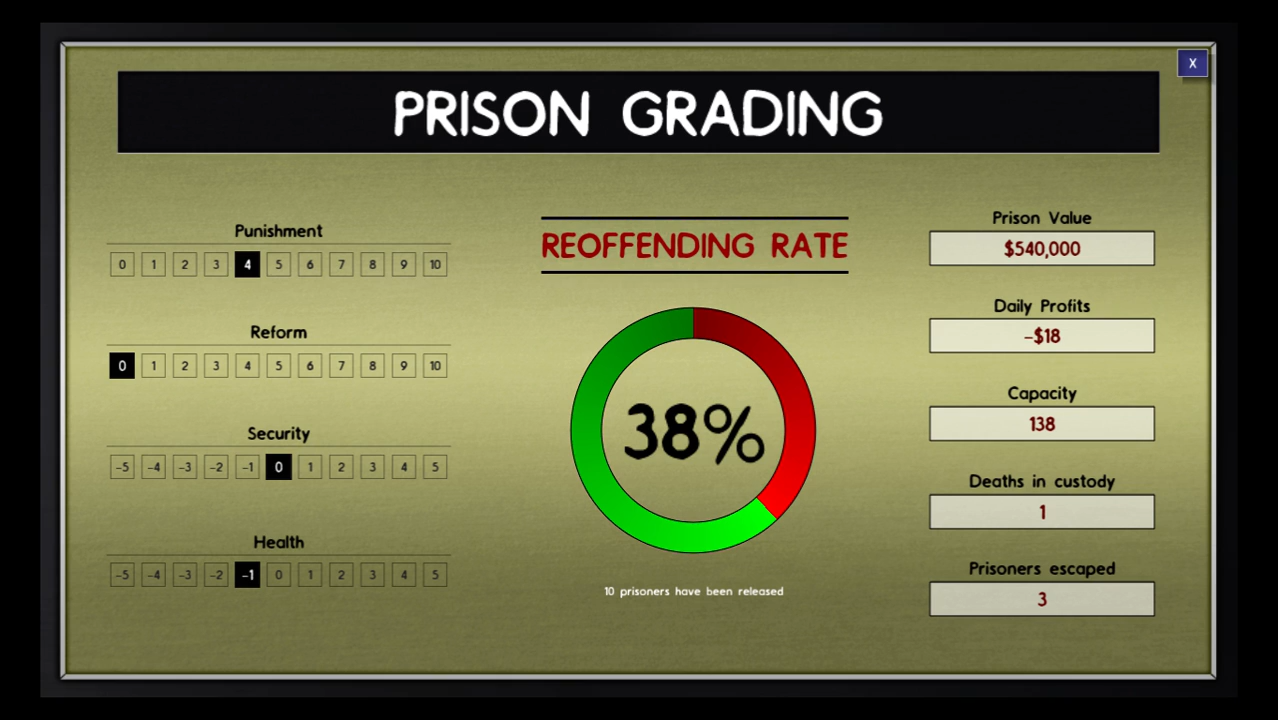 X
PRISON GRADING
Punishment
0 1 2 3 4 5 6 7 8 9 10
Reform
0 1 2 3 4 5 6 7 8 9 10
Security
-5 -4 -3 -2 -1 0 1 2 3 4 5
Health
-5 -4 -3 -2 -1 0 1 2 3 4 5
REOFFENDING RATE
38%
10 prisoners have been released
Prison Value
$540,000
Daily Profits
-$18
Capacity
138
Deaths in custody
1
Prisoners escaped
3